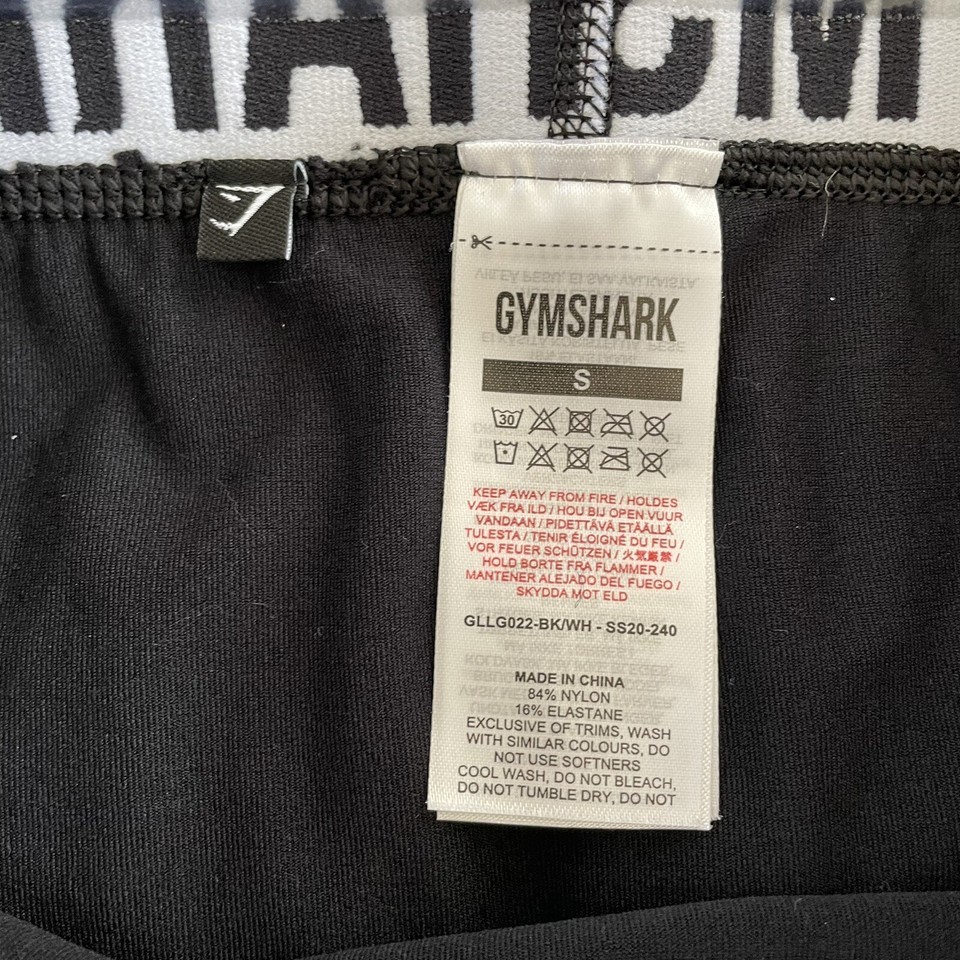 GYMSHARK
S
30
KEEP AWAY FROM FIRE / HOLDES
VÆK FRA ILD / HOU BIJ OPEN VUUR
VANDAAN / PIDETTÄVÄ ETÄÄLLÄ
TULESTA / TENIR ÉLOIGNÉ DU FEU /
VOR FEUER SCHÜTZEN / 火気厳禁 /
HOLD BORTE FRA FLAMMER /
MANTENER ALEJADO DEL FUEGO /
SKYDDA MOT ELD
GLLG022-BK/WH - SS20-240
MADE IN CHINA
84% NYLON
16% ELASTANE
EXCLUSIVE OF TRIMS, WASH
WITH SIMILAR COLOURS, DO
NOT USE SOFTNERS
COOL WASH, DO NOT BLEACH,
DO NOT TUMBLE DRY, DO NOT